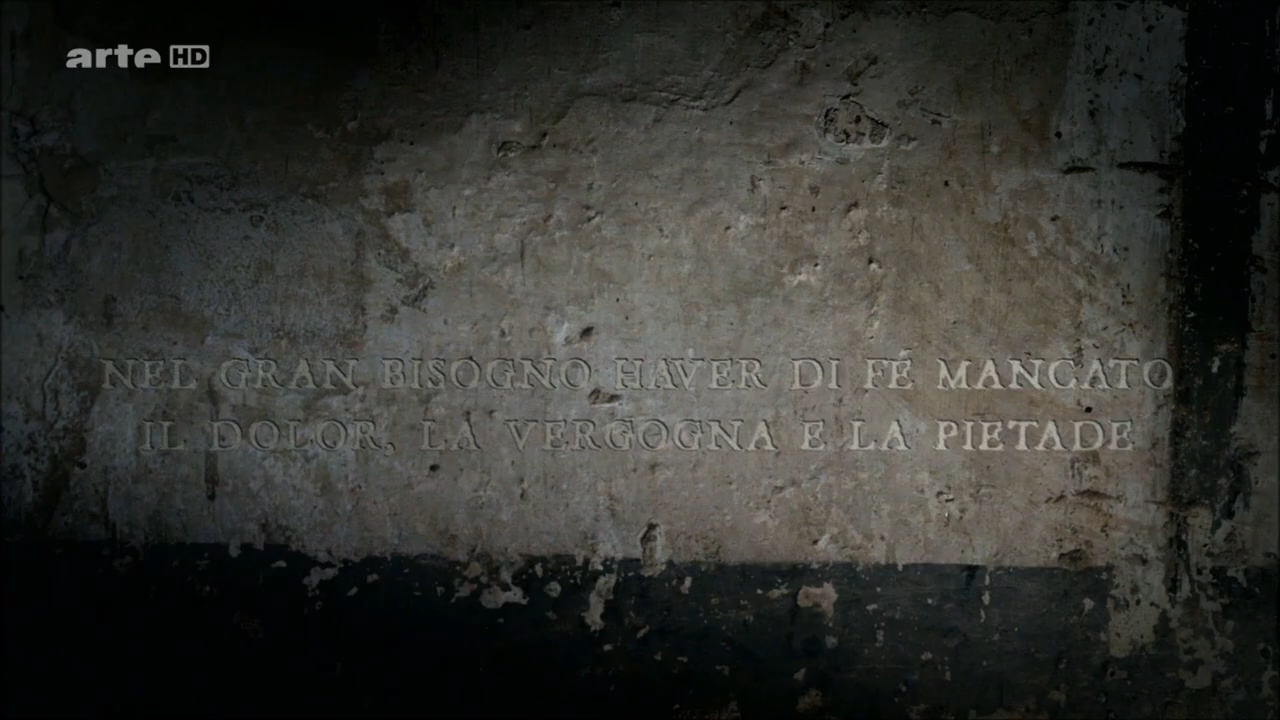 arte HD
NEL GRAN BISOGNO HAVER DI FÉ MANCATO
IL DOLOR, LA VERGOGNA E LA PIETADE